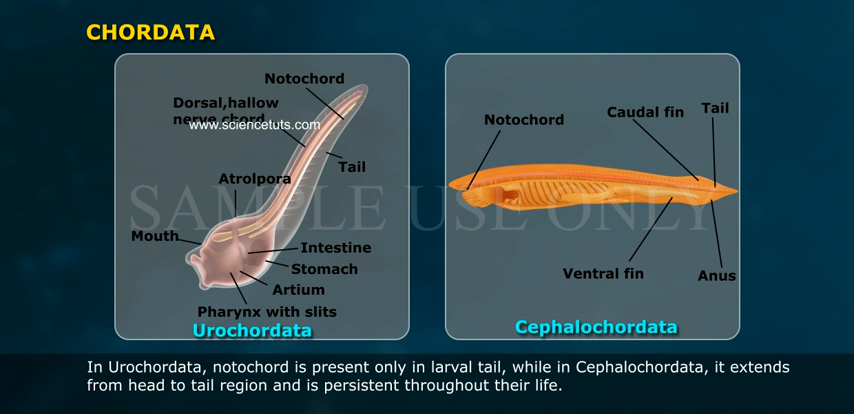 CHORDATA
Notochord
Dorsal,hallow
nerve chord
www.sciencetuts.com
Tail
Atrolpora
Mouth
Intestine
Stomach
Artium
Pharynx with slits
Urochordata
Notochord
Caudal fin
Tail
Ventral fin
Anus
Cephalochordata
SAMPLE USE ONLY
In Urochordata, notochord is present only in larval tail, while in Cephalochordata, it extends
from head to tail region and is persistent throughout their life.